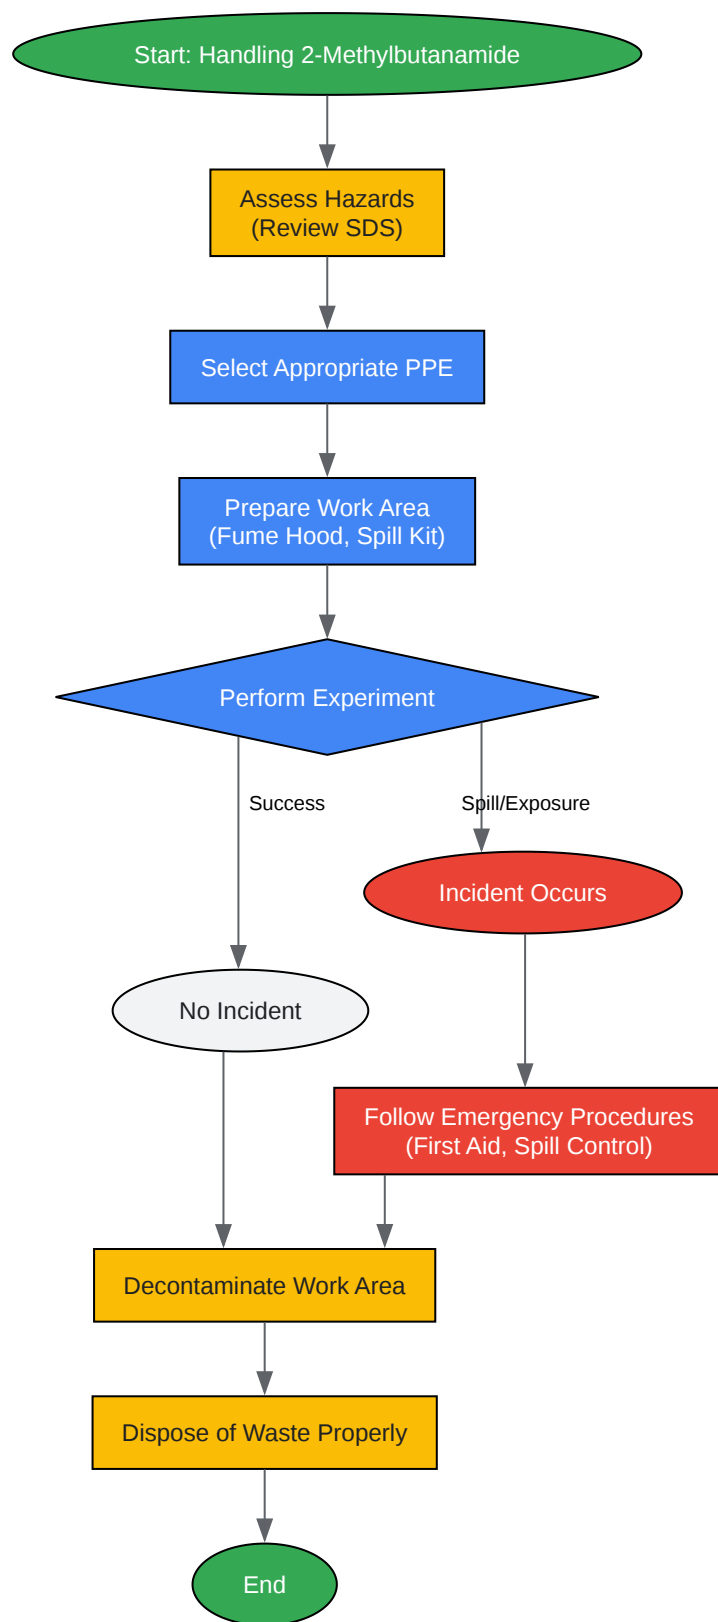 Start: Handling 2-Methylbutanamide
Assess Hazards
(Review SDS)
Select Appropriate PPE
Prepare Work Area
(Fume Hood, Spill Kit)
Perform Experiment
Success
Spill/Exposure
Incident Occurs
No Incident
Follow Emergency Procedures
(First Aid, Spill Control)
Decontaminate Work Area
Dispose of Waste Properly
End